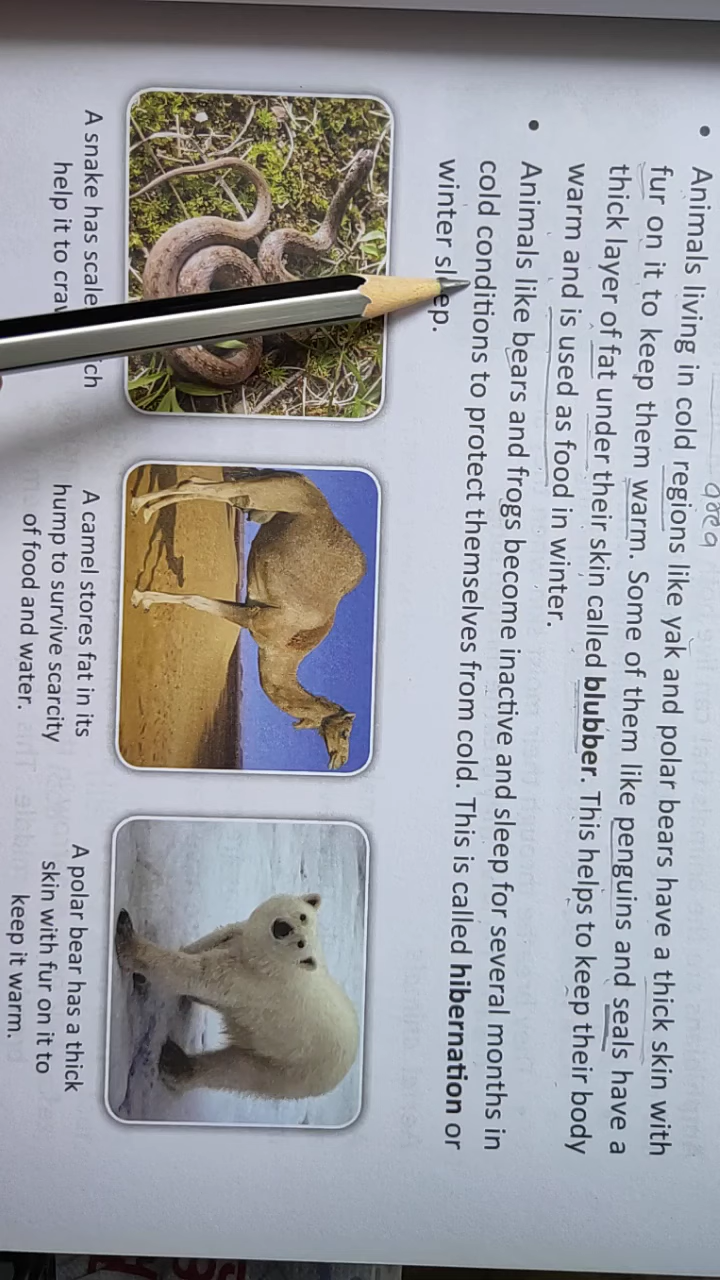 • Animals living in cold regions like yak and polar bears have a thick skin with
fur on it to keep them warm. Some of them like penguins and seals have a
thick layer of fat under their skin called blubber. This helps to keep their body
warm and is used as food in winter.
• Animals like bears and frogs become inactive and sleep for several months in
cold conditions to protect themselves from cold. This is called hibernation or
winter sleep.
A snake has
help it to
A camel stores fat in its
hump to survive scarcity
of food and water.
A polar bear has a thick
skin with fur on it to
keep it warm.